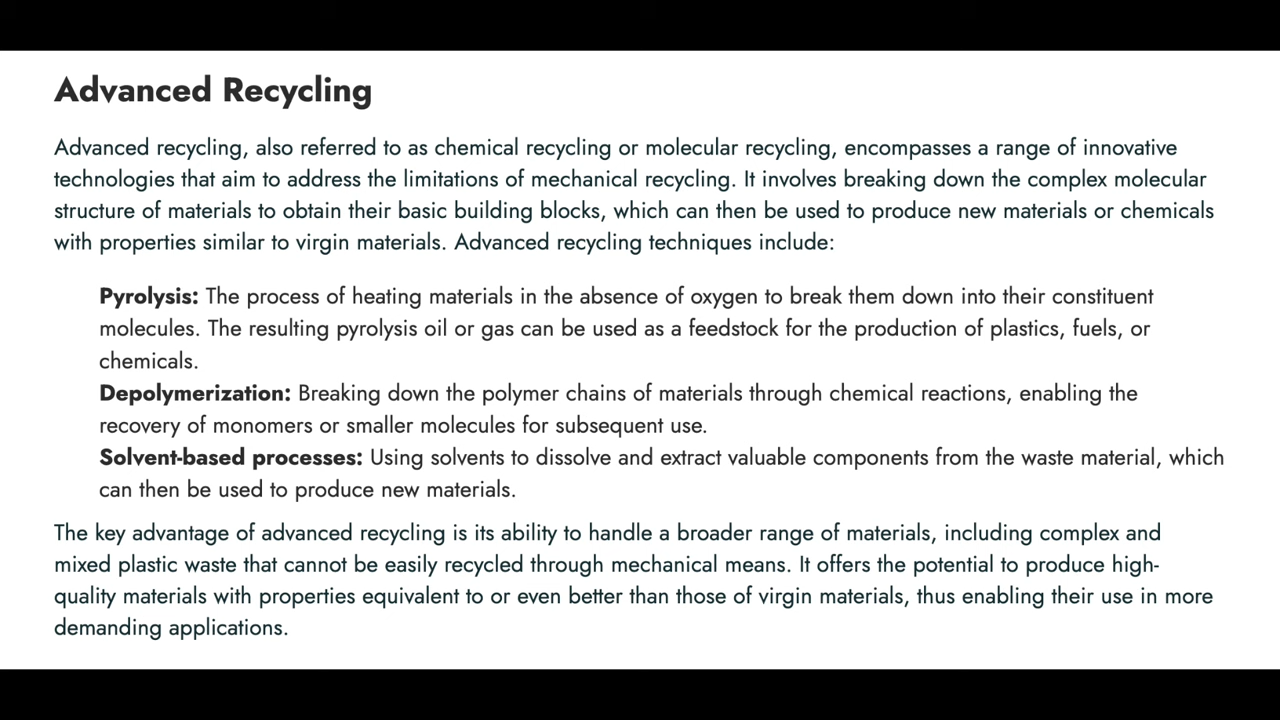 Advanced Recycling
Advanced recycling, also referred to as chemical recycling or molecular recycling, encompasses a range of innovative
technologies that aim to address the limitations of mechanical recycling. It involves breaking down the complex molecular
structure of materials to obtain their basic building blocks, which can then be used to produce new materials or chemicals
with properties similar to virgin materials. Advanced recycling techniques include:
Pyrolysis: The process of heating materials in the absence of oxygen to break them down into their constituent
molecules. The resulting pyrolysis oil or gas can be used as a feedstock for the production of plastics, fuels, or
chemicals.
Depolymerization: Breaking down the polymer chains of materials through chemical reactions, enabling the
recovery of monomers or smaller molecules for subsequent use.
Solvent-based processes: Using solvents to dissolve and extract valuable components from the waste material, which
can then be used to produce new materials.
The key advantage of advanced recycling is its ability to handle a broader range of materials, including complex and
mixed plastic waste that cannot be easily recycled through mechanical means. It offers the potential to produce high-
quality materials with properties equivalent to or even better than those of virgin materials, thus enabling their use in more
demanding applications.